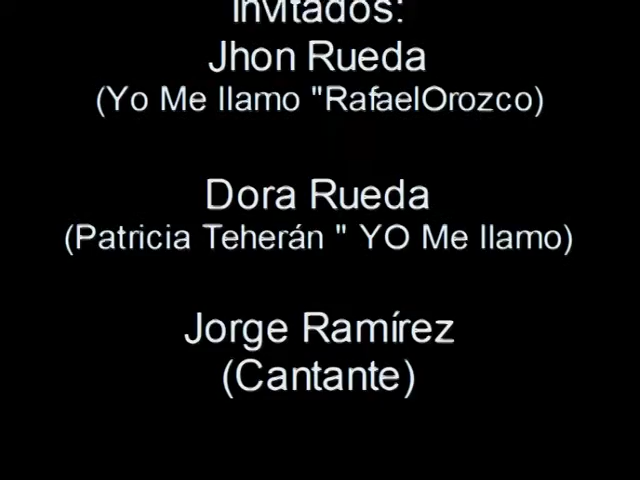 Invitados:
Jhon Rueda
(Yo Me llamo "RafaelOrozco)
Dora Rueda
(Patricia Teherán " YO Me llamo)
Jorge Ramírez
(Cantante)